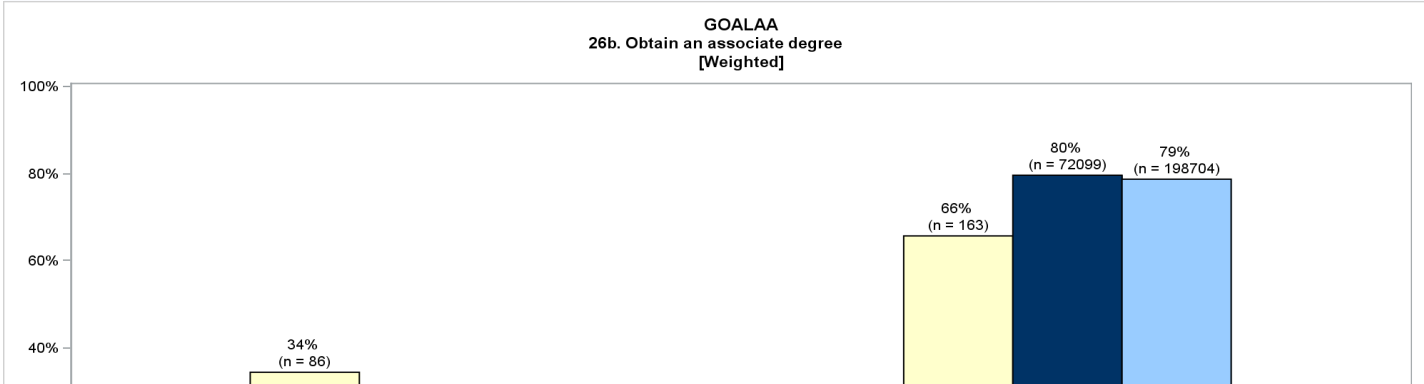 GOALAA
26b. Obtain an associate degree
[Weighted]
100%
80%
(n = 72099)
79%
(n = 198704)
80%
66%
(n = 163)
60%
34%
(n = 86)
40%